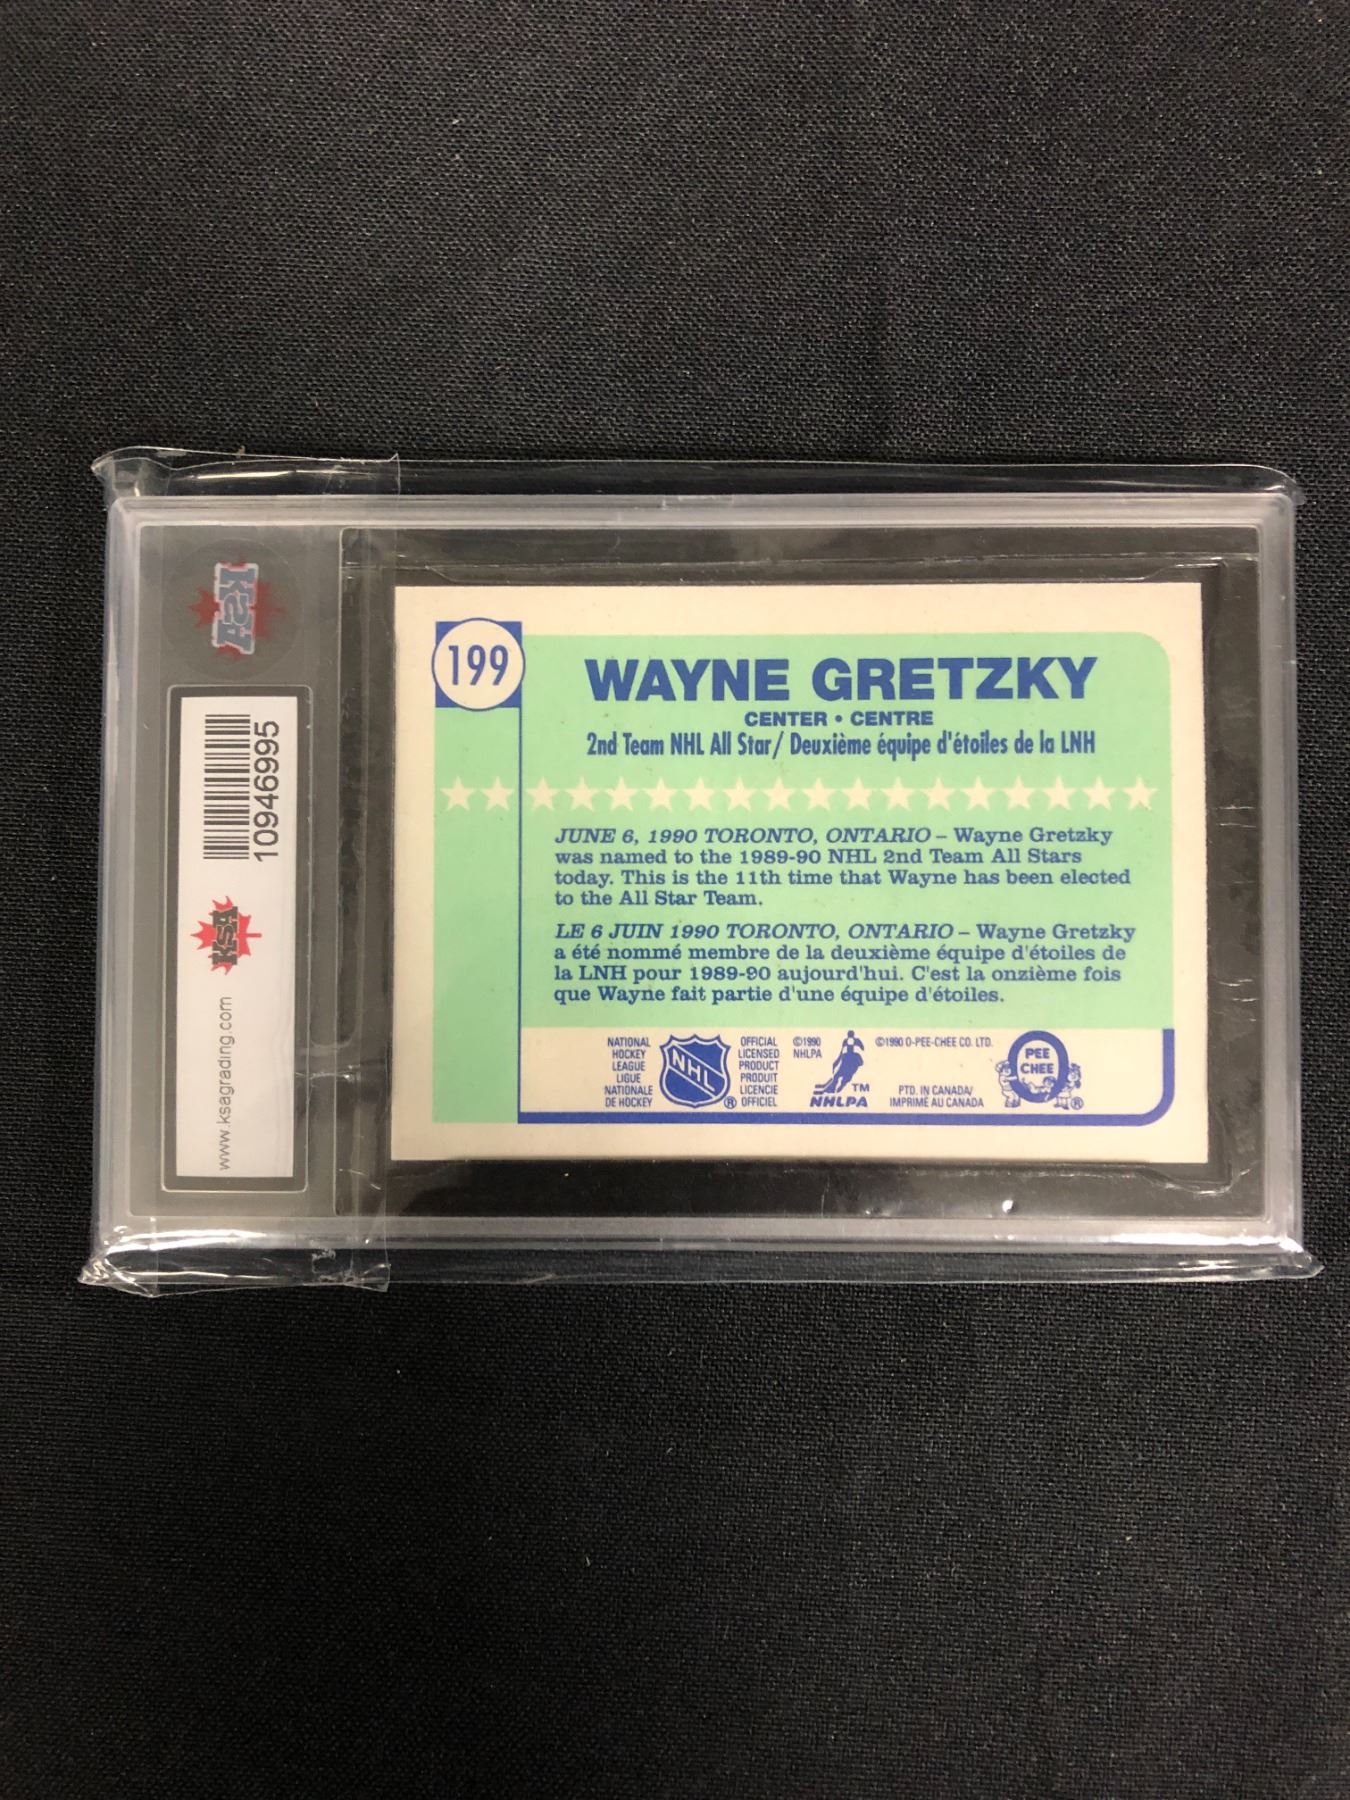 KSA
10946995
KSA
www.ksagrading.com
199
WAYNE GRETZKY
CENTER • CENTRE
2nd Team NHL All Star/ Deuxième équipe d'étoiles de la LNH
JUNE 6, 1990 TORONTO, ONTARIO – Wayne Gretzky
was named to the 1989-90 NHL 2nd Team All Stars
today. This is the 11th time that Wayne has been elected
to the All Star Team.
LE 6 JUIN 1990 TORONTO, ONTARIO – Wayne Gretzky
a été nommé membre de la deuxième équipe d'étoiles de
la LNH pour 1989-90 aujourd'hui. C'est la onzième fois
que Wayne fait partie d'une équipe d'étoiles.
NATIONAL
HOCKEY
LEAGUE
LIGUE
NATIONALE
DE HOCKEY
NHL
®
OFFICIAL
LICENSED
PRODUCT
PRODUIT
LICENCIE
OFFICIEL
©1990
NHLPA
TM
NHLPA
©1990 O-PEE-CHEE CO. LTD.
PTD. IN CANADA/
IMPRIMÉ AU CANADA
O
PEE
CHEE
®